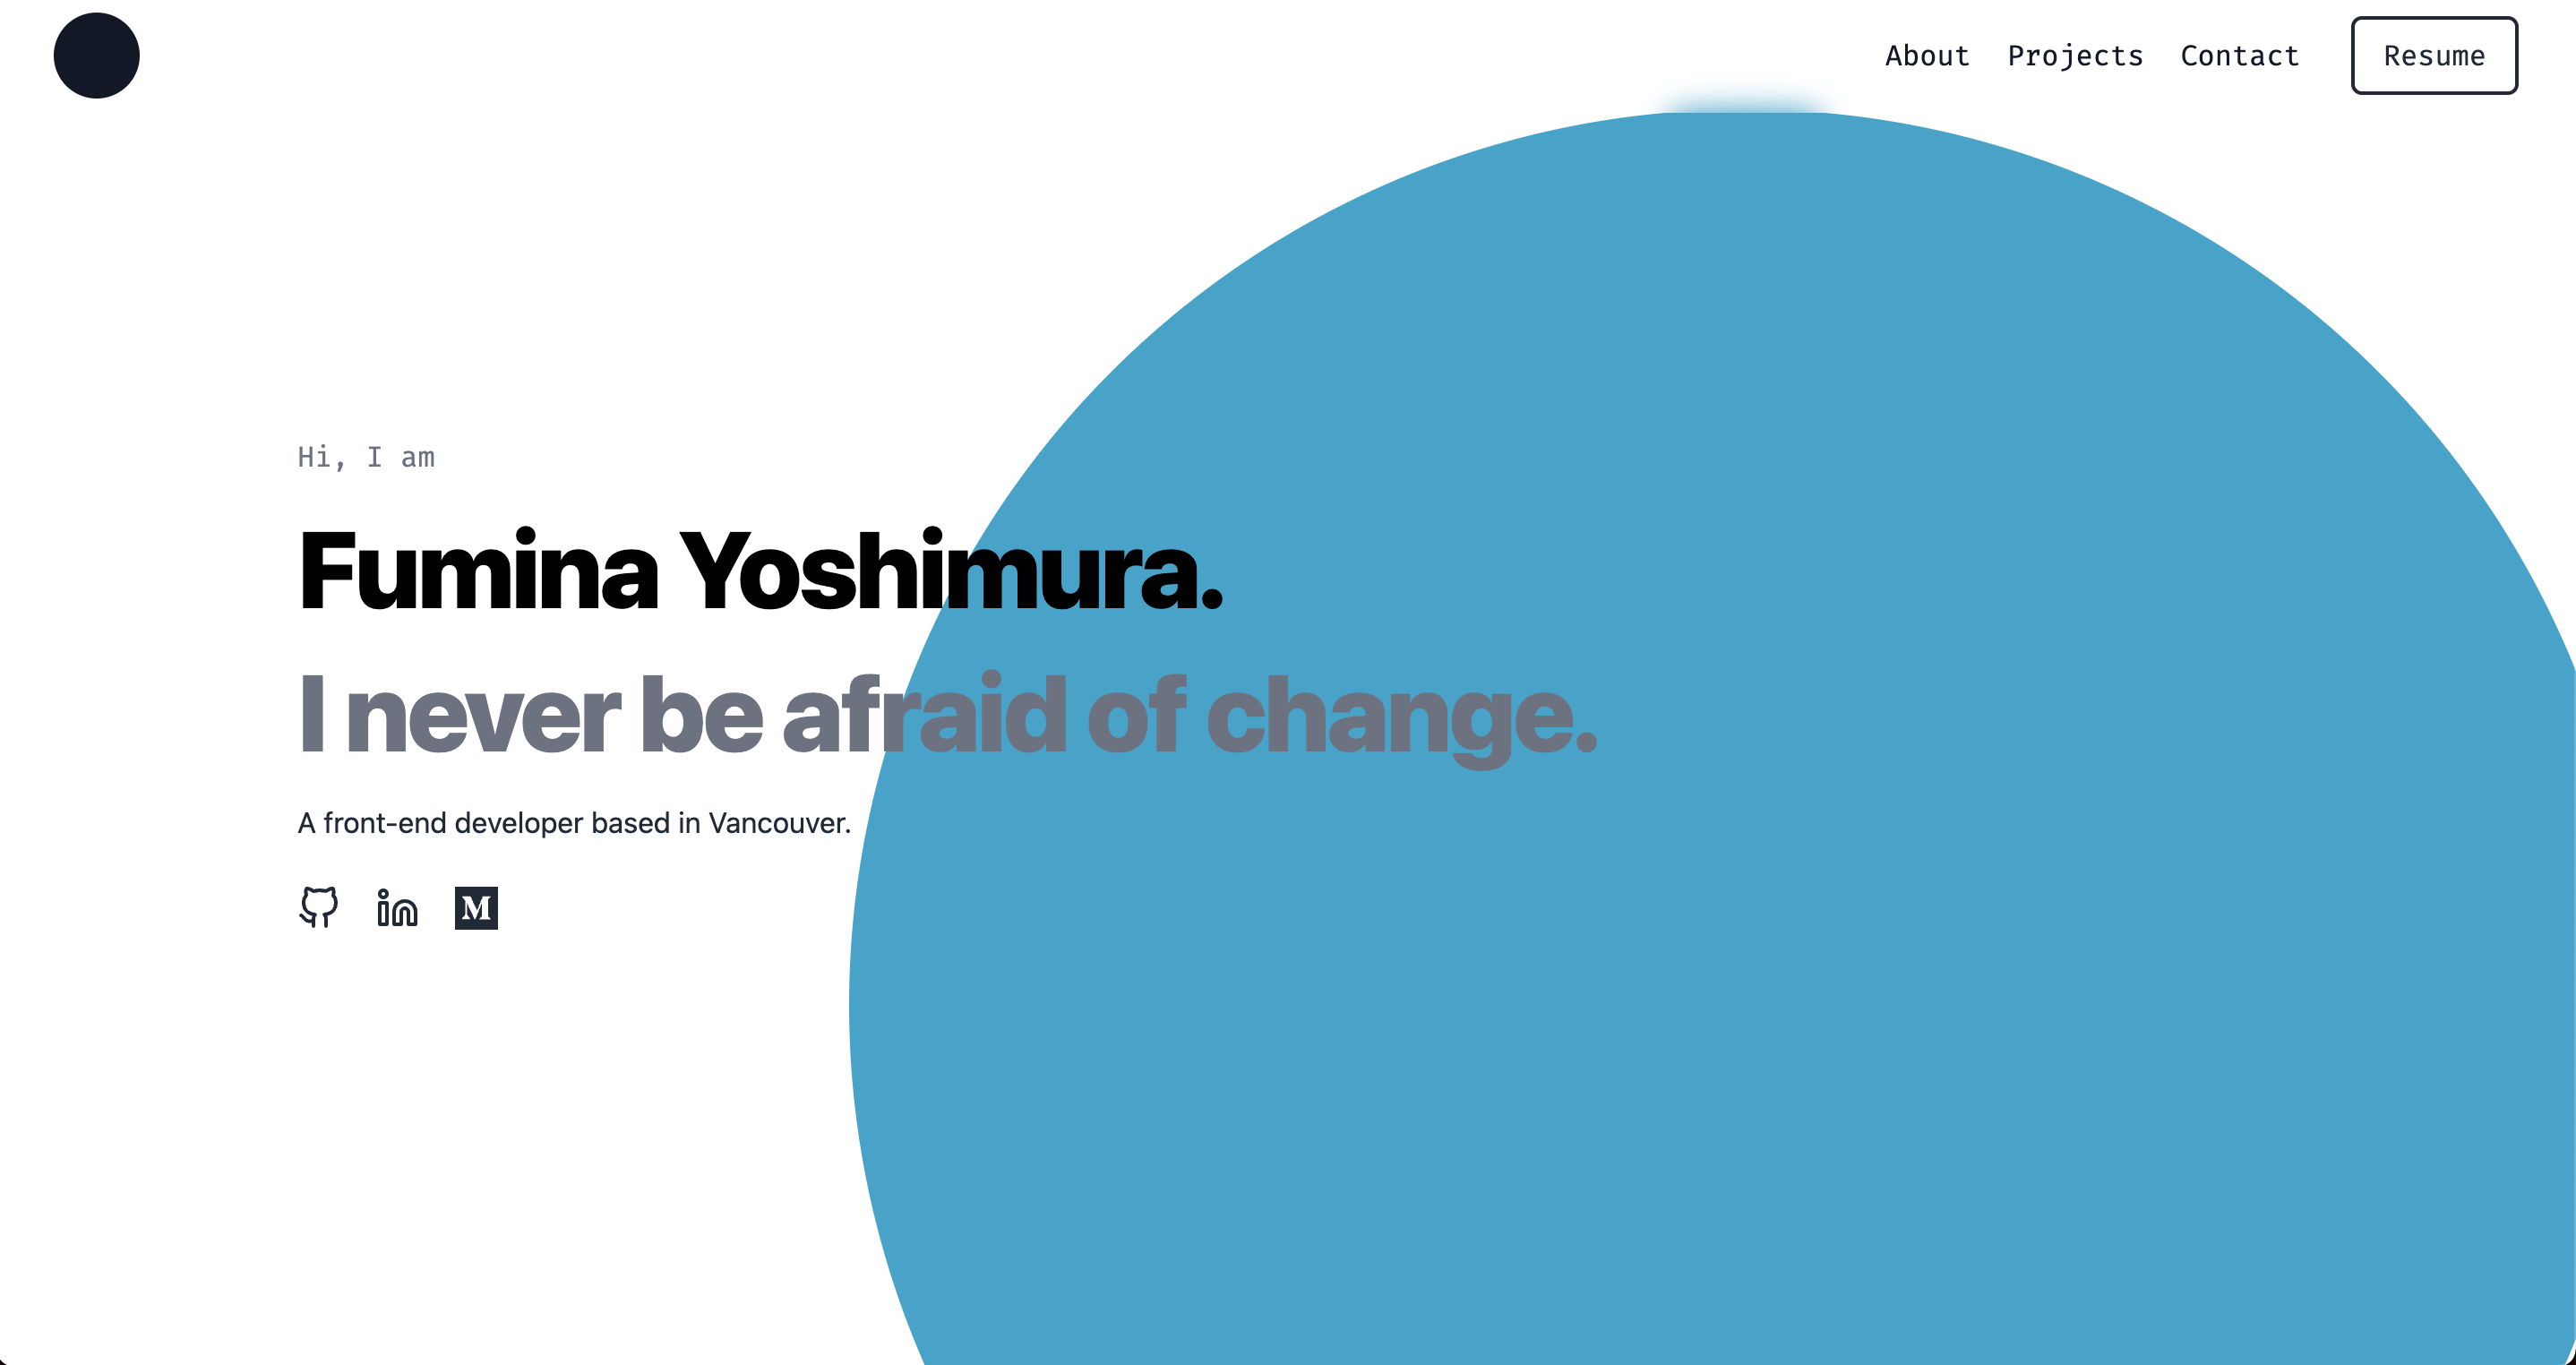 About Projects Contact Resume
Hi, I am
Fumina Yoshimura.
I never be afraid of change.
A front-end developer based in Vancouver.
in M